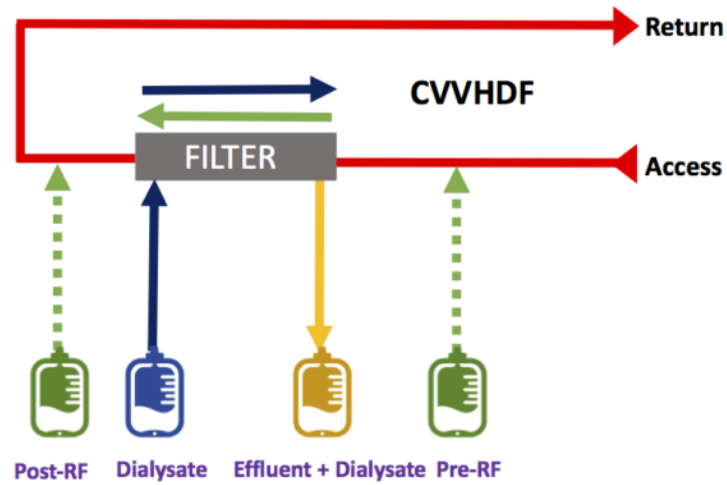 Return
CVVHDF
FILTER
Access
Post-RF Dialysate Effluent + Dialysate Pre-RF